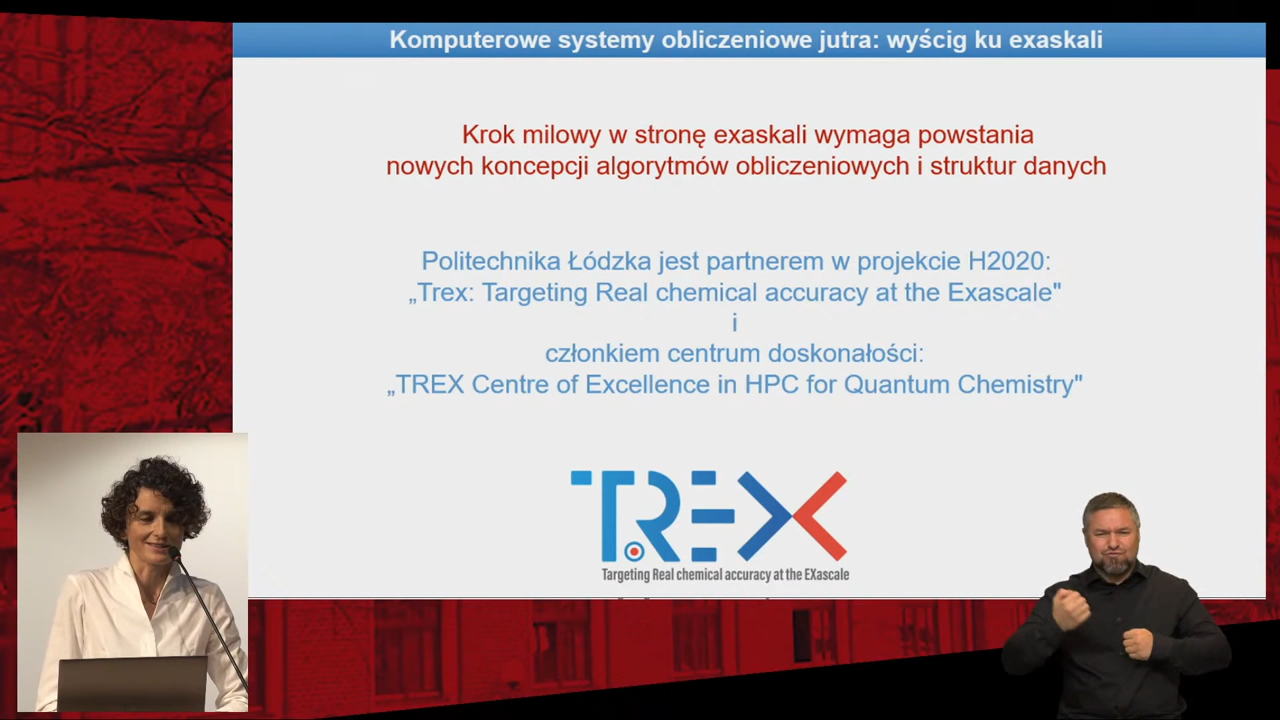 Komputerowe systemy obliczeniowe jutra: wyścig ku exaskali
Krok milowy w stronę exaskali wymaga powstania
nowych koncepcji algorytmów obliczeniowych i struktur danych
Politechnika Łódzka jest partnerem w projekcie H2020:
„Trex: Targeting Real chemical accuracy at the Exascale"
i
członkiem centrum doskonałości:
„TREX Centre of Excellence in HPC for Quantum Chemistry"
TREX
Targeting Real chemical accuracy at the EXascale